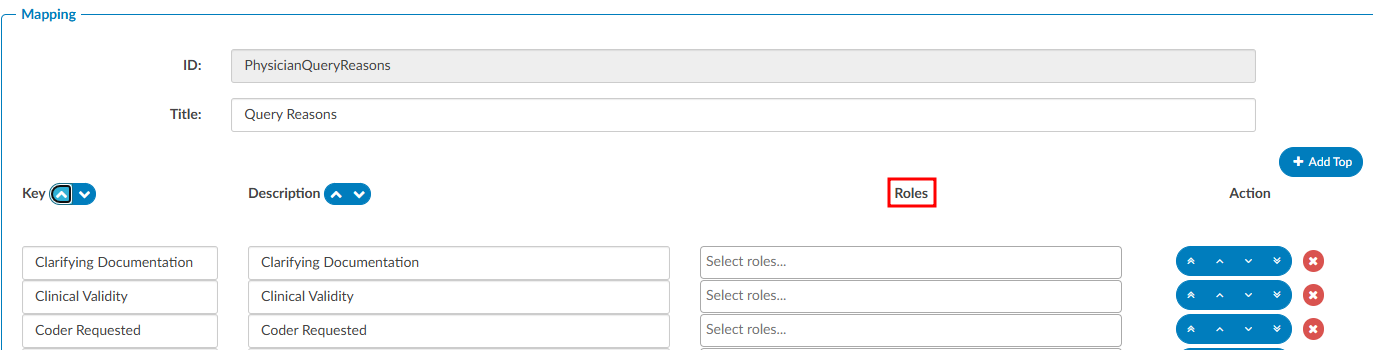 Mapping
ID: PhysicianQueryReasons
Title: Query Reasons
Add Top
Key Description Roles Action
Clarifying Documentation Clarifying Documentation Select roles...
Clinical Validity Clinical Validity Select roles...
Coder Requested Coder Requested Select roles...